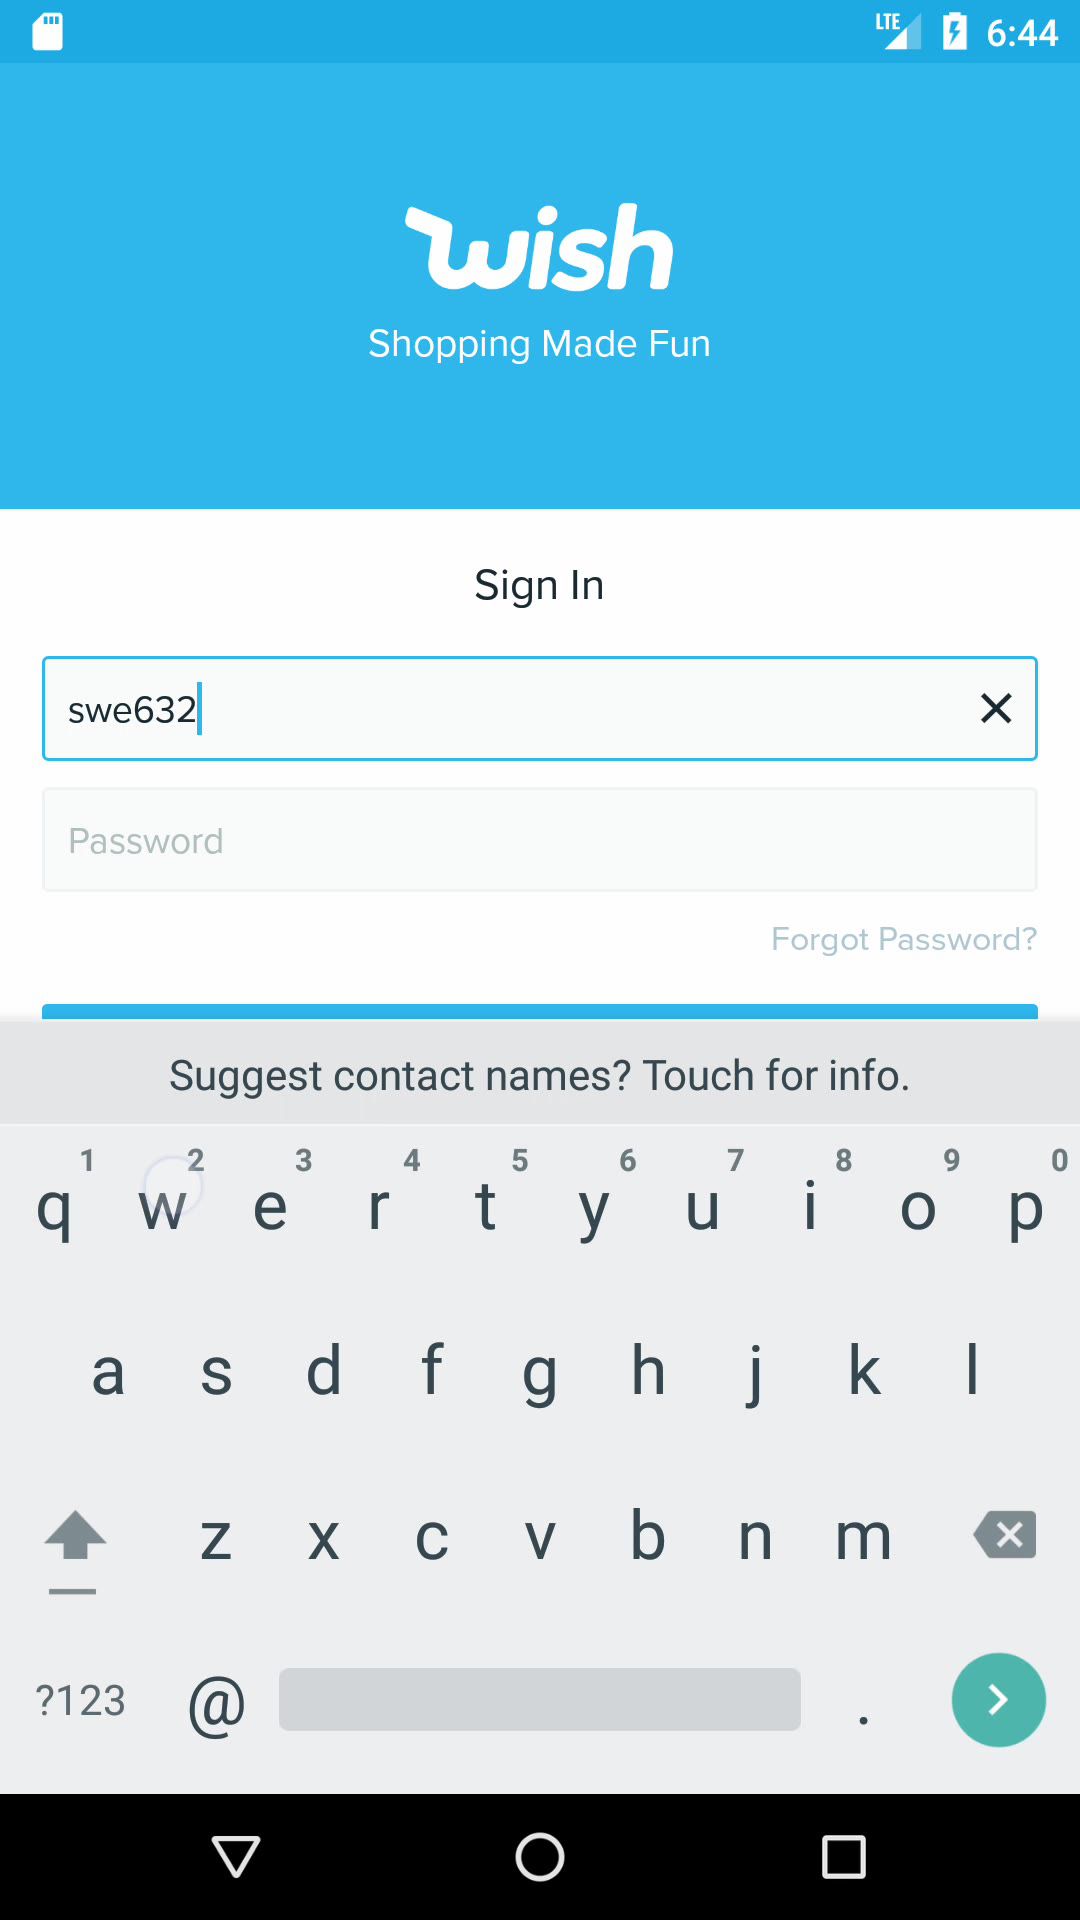 LTE 6:44
wish
Shopping Made Fun
Sign In
swe632
Password
Forgot Password?
Suggest contact names? Touch for info.
1 2 3 4 5 6 7 8 9 0
q w e r t y u i o p
a s d f g h j k l
z x c v b n m
?123 @ .